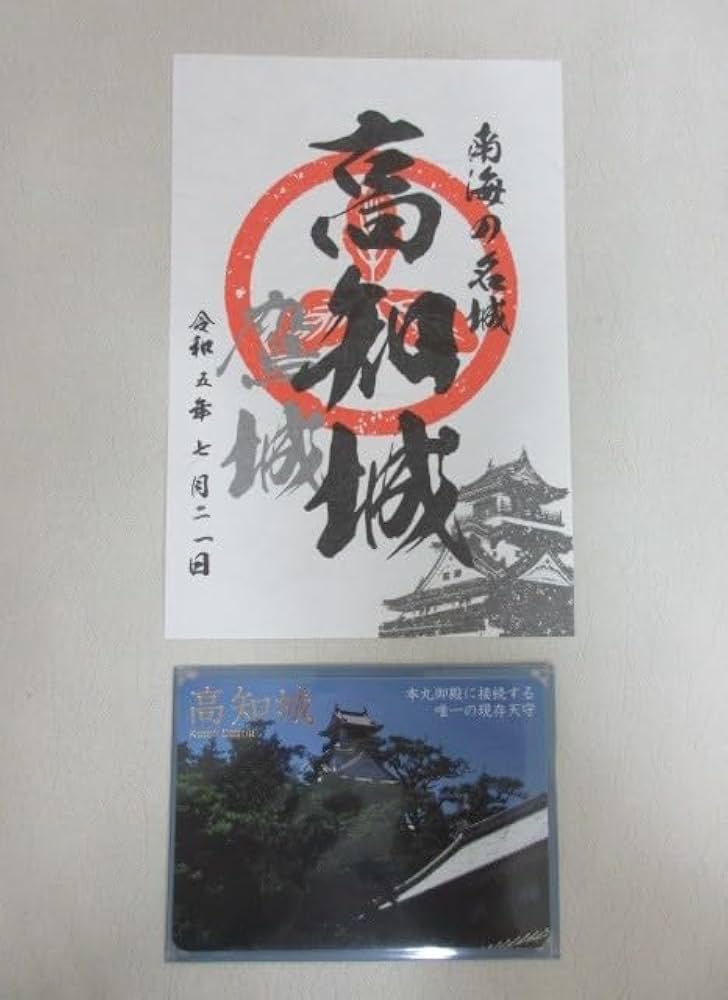 南海の名城
高知城
鷹城
令和五年七月二一日
高知城
Kochi Castle
本丸御殿に接続する
唯一の現存天守